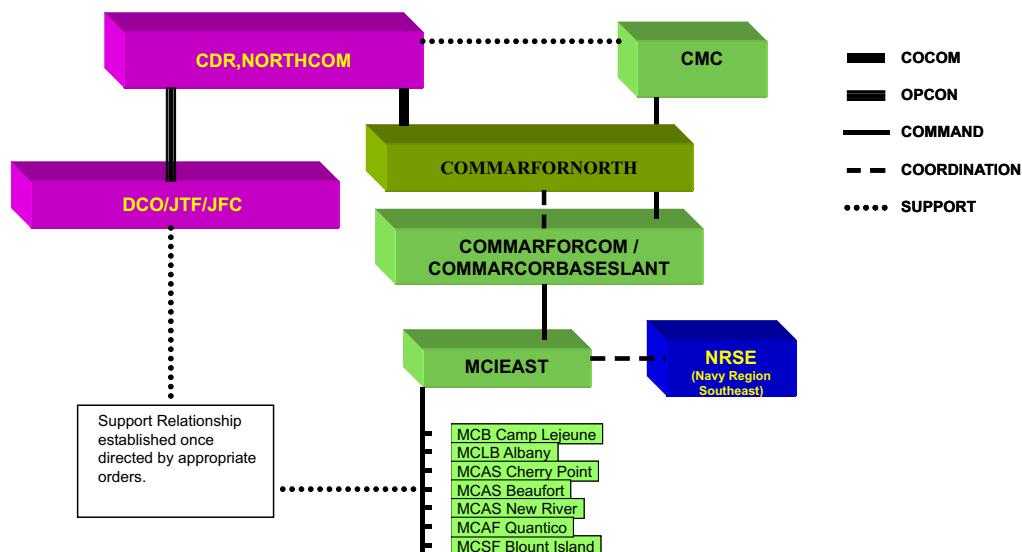 CDR,NORTHCOM
CMC
COCOM
OPCON
COMMAND
COORDINATION
SUPPORT
COMMARFORNORTH
DCO/JTF/JFC
COMMARFORCOM /
COMMARCORBASESLANT
MCIEAST
NRSE
(Navy Region
Southeast)
Support Relationship
established once
directed by appropriate
orders.
MCB Camp Lejeune
MCLB Albany
MCAS Cherry Point
MCAS Beaufort
MCAS New River
MCAF Quantico
MCSF Blount Island